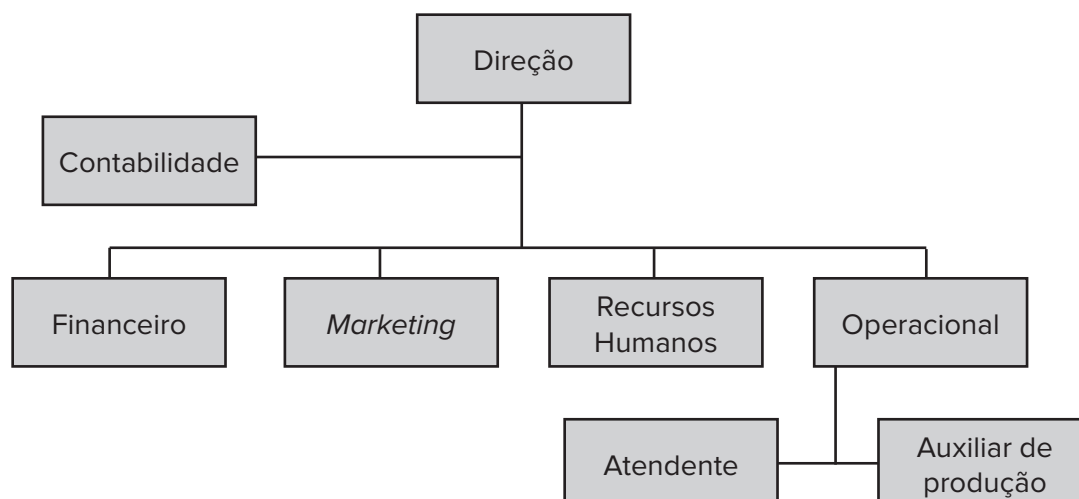 Direção
Contabilidade
Financeiro
Marketing
Recursos
Humanos
Operacional
Atendente
Auxiliar de
produção